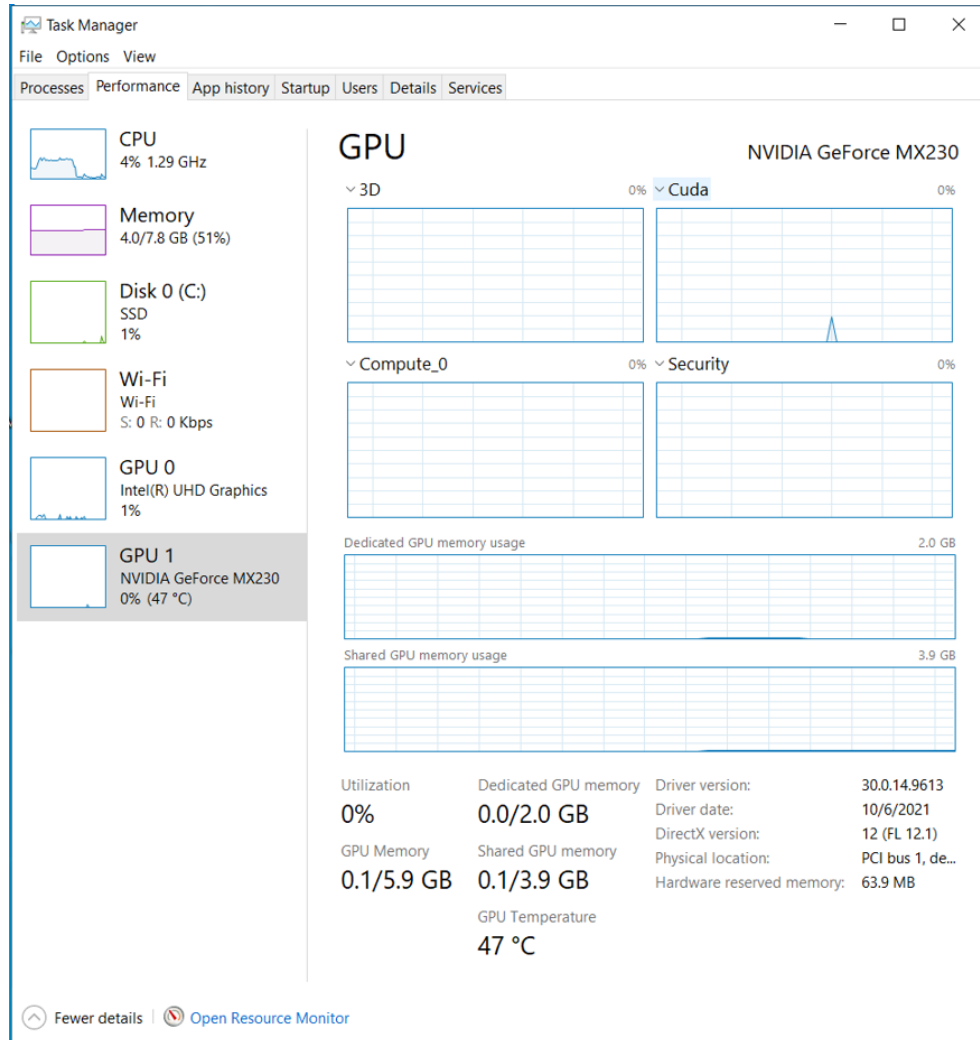 Task Manager
File Options View
Processes Performance App history Startup Users Details Services
CPU
4% 1.29 GHz
Memory
4.0/7.8 GB (51%)
Disk 0 (C:)
SSD
1%
Wi-Fi
Wi-Fi
S: 0 R: 0 Kbps
GPU 0
Intel(R) UHD Graphics
1%
GPU 1
NVIDIA GeForce MX230
0% (47 °C)
GPU NVIDIA GeForce MX230
3D 0% Cuda 0%
Compute_0 0% Security 0%
Dedicated GPU memory usage 2.0 GB
Shared GPU memory usage 3.9 GB
Utilization
0%
Dedicated GPU memory
0.0/2.0 GB
GPU Memory
0.1/5.9 GB
Shared GPU memory
0.1/3.9 GB
GPU Temperature
47 °C
Driver version: 30.0.14.9613
Driver date: 10/6/2021
DirectX version: 12 (FL 12.1)
Physical location: PCI bus 1, de...
Hardware reserved memory: 63.9 MB
Fewer details Open Resource Monitor